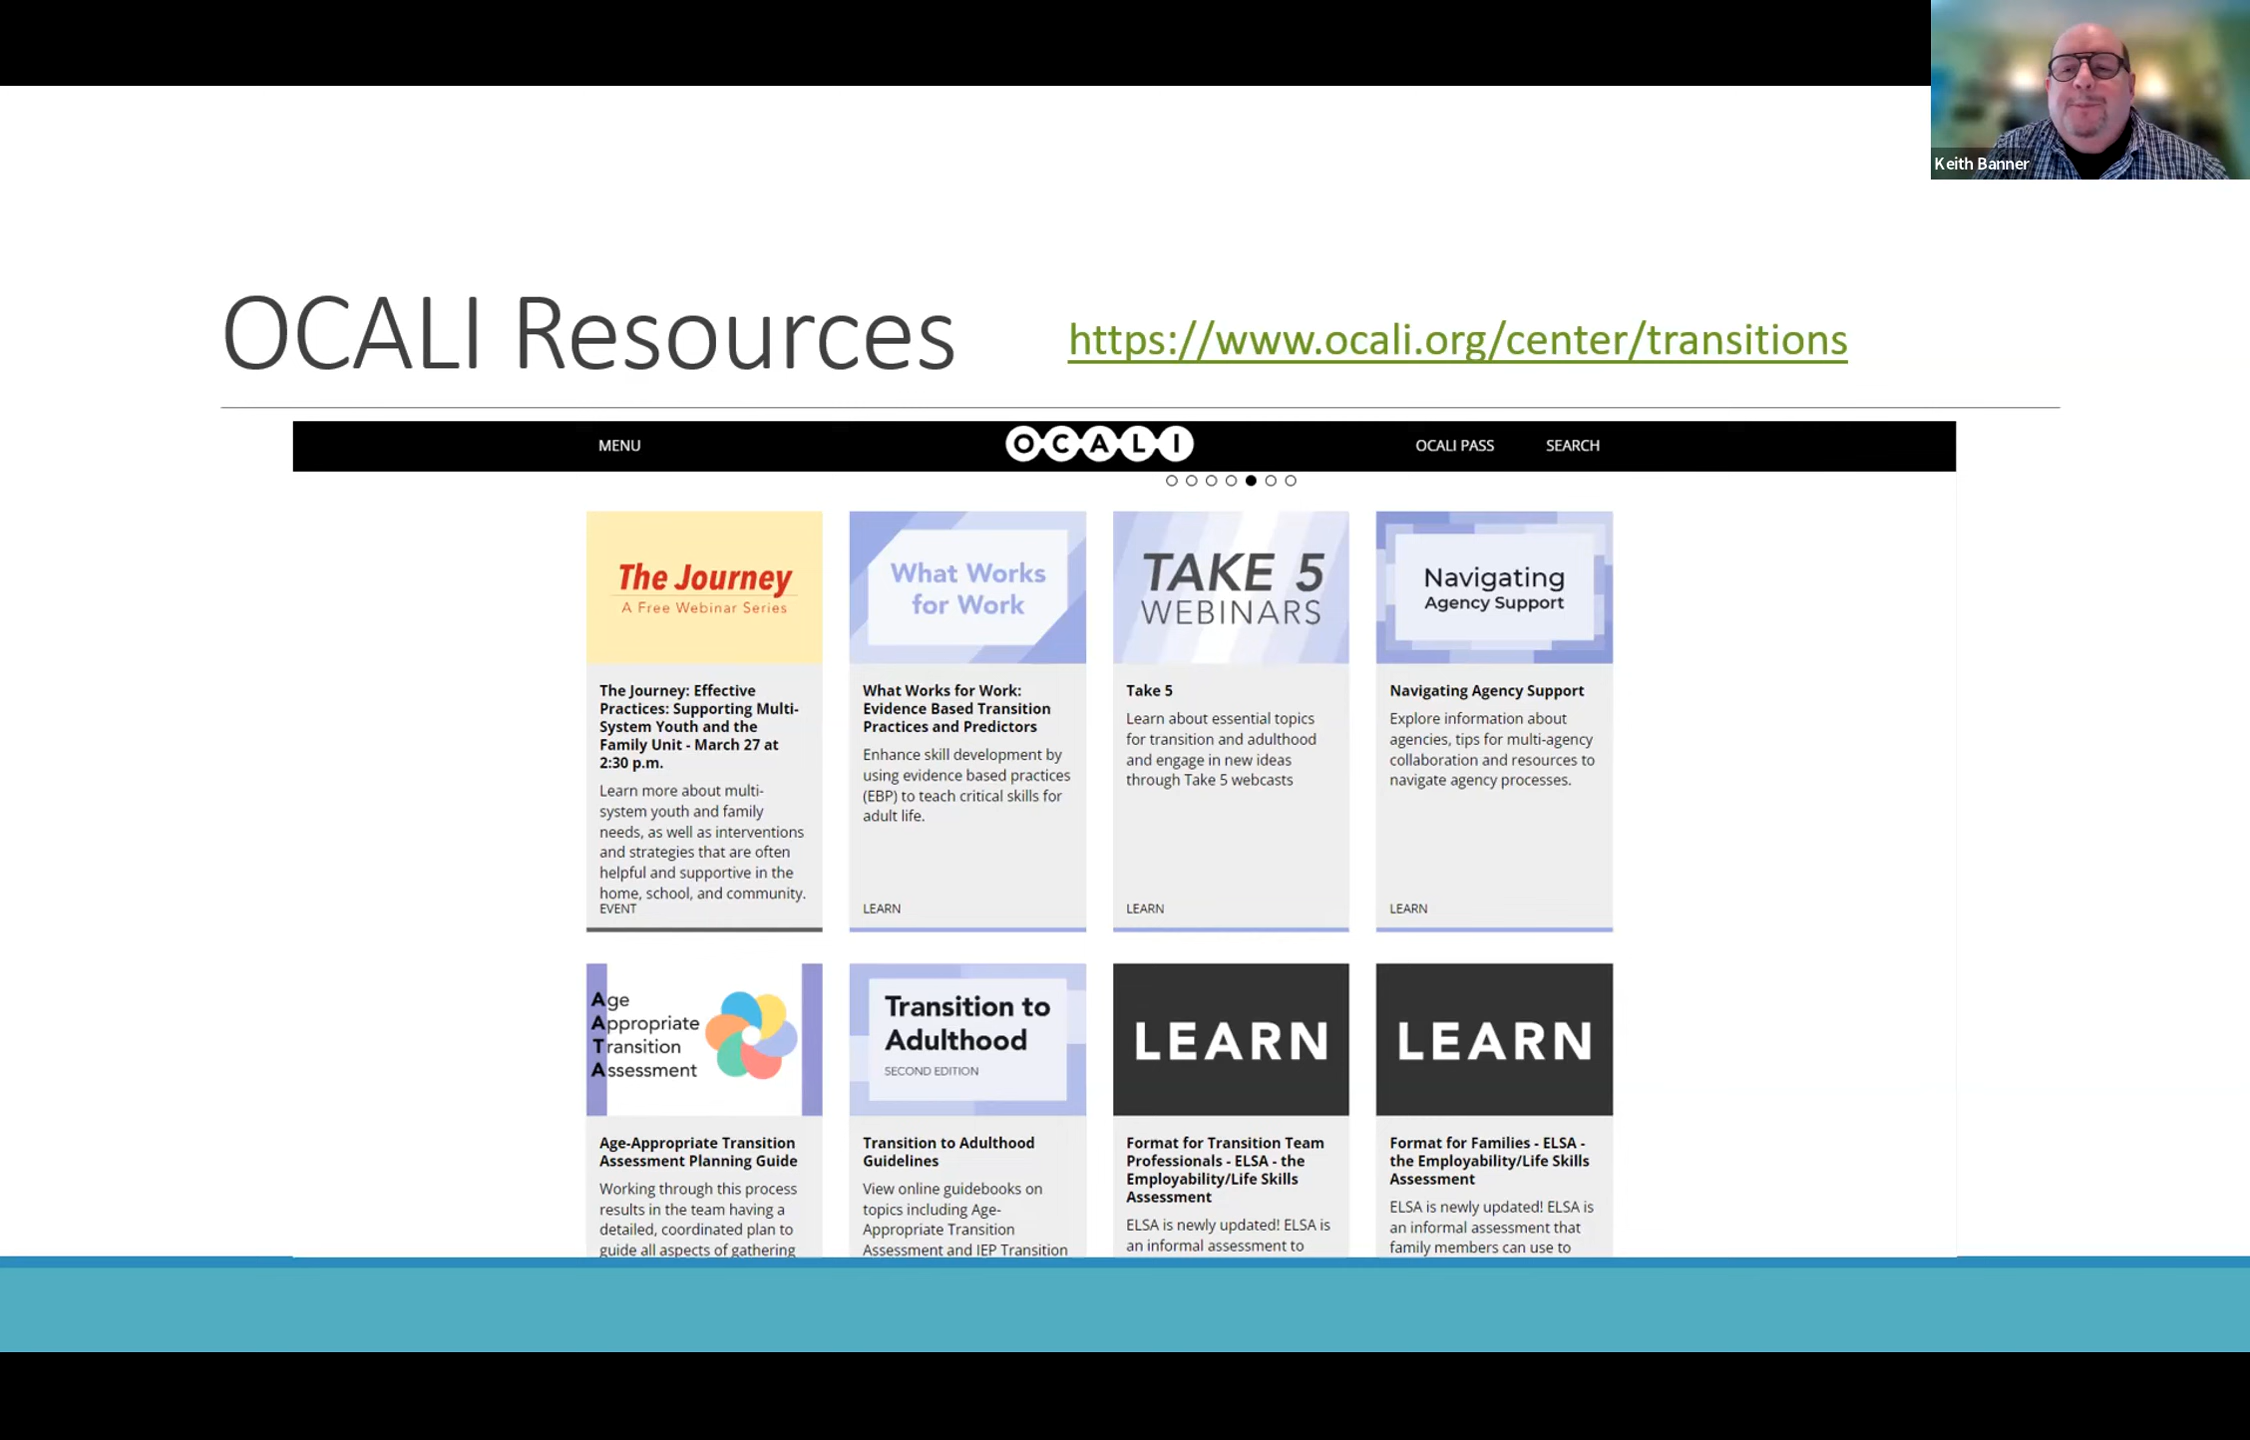 Keith Banner
OCALI Resources
https://www.ocali.org/center/transitions
MENU
OCALI
OCALI PASS
SEARCH
The Journey
A Free Webinar Series
The Journey: Effective
Practices: Supporting Multi-
System Youth and the
Family Unit - March 27 at
2:30 p.m.
Learn more about multi-
system youth and family
needs, as well as interventions
and strategies that are often
helpful and supportive in the
home, school, and community.
EVENT
What Works
for Work
What Works for Work:
Evidence Based Transition
Practices and Predictors
Enhance skill development by
using evidence based practices
(EBP) to teach critical skills for
adult life.
LEARN
TAKE 5
WEBINARS
Take 5
Learn about essential topics
for transition and adulthood
and engage in new ideas
through Take 5 webcasts
LEARN
Navigating
Agency Support
Navigating Agency Support
Explore information about
agencies, tips for multi-agency
collaboration and resources to
navigate agency processes.
LEARN
Age
Appropriate
Transition
Assessment
Age-Appropriate Transition
Assessment Planning Guide
Working through this process
results in the team having a
detailed, coordinated plan to
guide all aspects of gathering
Transition to
Adulthood
SECOND EDITION
Transition to Adulthood
Guidelines
View online guidebooks on
topics including Age-
Appropriate Transition
Assessment and IEP Transition
LEARN
Format for Transition Team
Professionals - ELSA - the
Employability/Life Skills
Assessment
ELSA is newly updated! ELSA is
an informal assessment to
LEARN
Format for Families - ELSA -
the Employability/Life Skills
Assessment
ELSA is newly updated! ELSA is
an informal assessment that
family members can use to